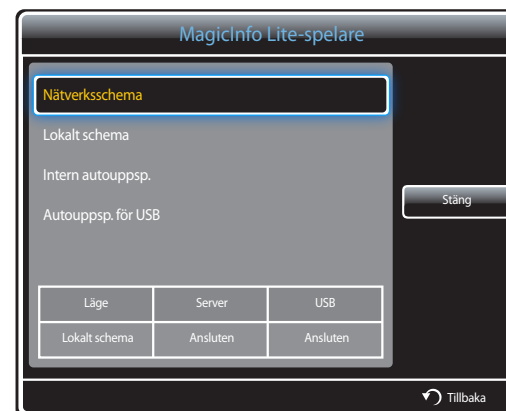 MagicInfo Lite-spelare
Nätverksschema
Lokalt schema
Intern autouppsp.
Autouppsp. för USB
Stäng
Läge Server USB
Lokalt schema Ansluten Ansluten
Tillbaka